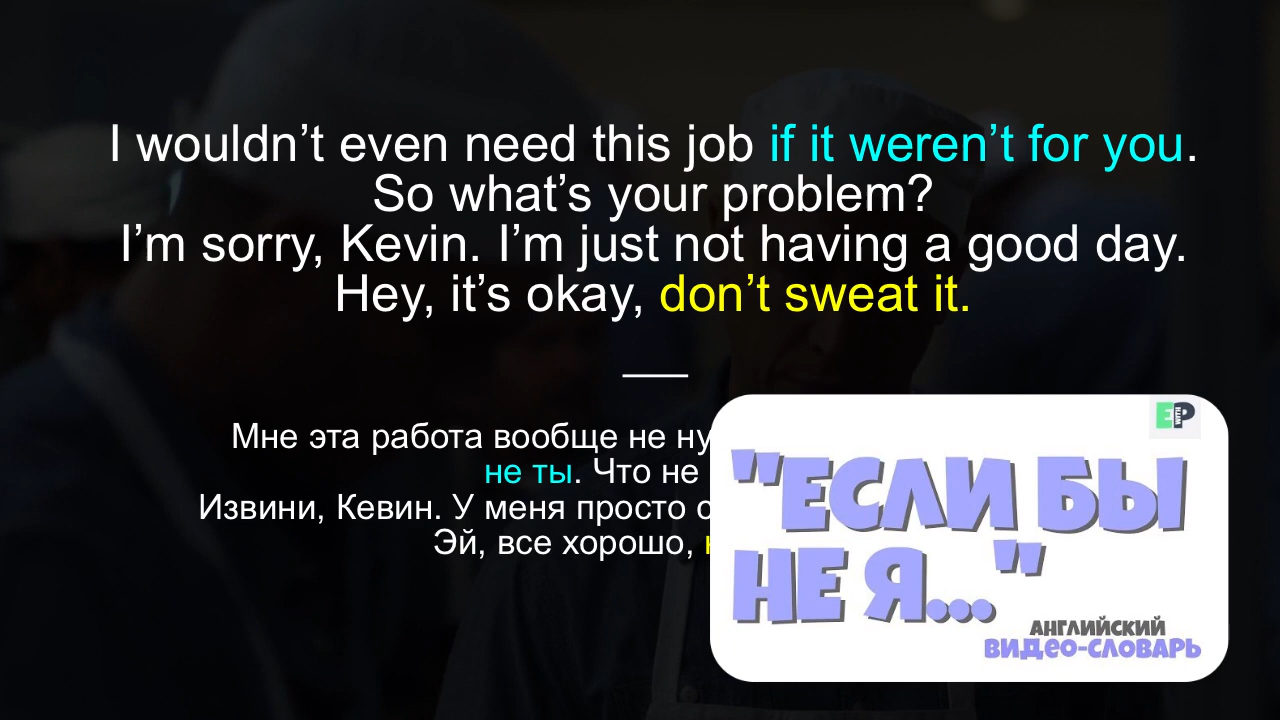 I wouldn’t even need this job if it weren’t for you.
So what’s your problem?
I’m sorry, Kevin. I’m just not having a good day.
Hey, it’s okay, don’t sweat it.
Мне эта работа вообще не
не ты. Что не
Извини, Кевин. У меня просто
Эй, все хорошо,
EP
WITH
"ЕСЛИ БЫ
НЕ Я..."
АНГЛИЙСКИЙ
ВИДЕО-СЛОВАРЬ